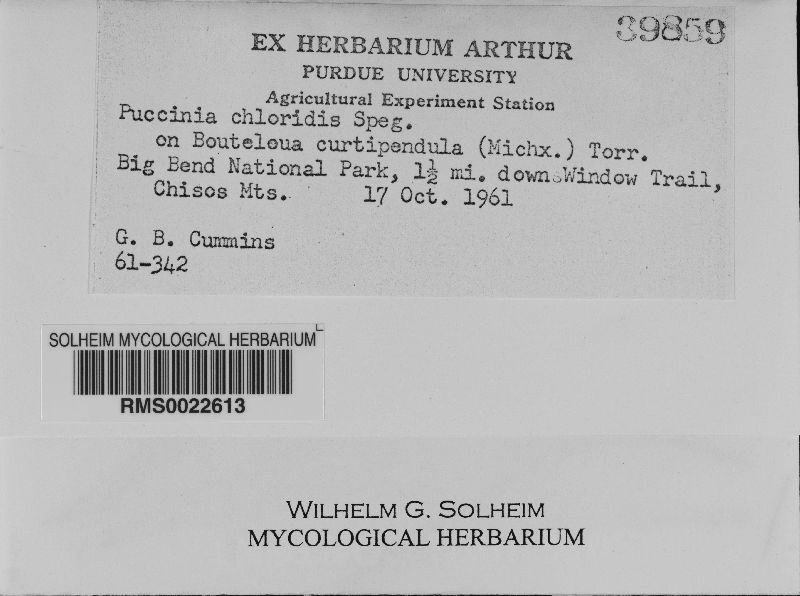 39859
EX HERBARIUM ARTHUR
PURDUE UNIVERSITY
Agricultural Experiment Station
Puccinia chloridis Speg.
on Bouteloua curtipendula (Michx.) Torr.
Big Bend National Park, 1½ mi. down Window Trail,
Chisos Mts. 17 Oct. 1961
G. B. Cummins
61-342
SOLHEIM MYCOLOGICAL HERBARIUM
RMS0022613
WILHELM G. SOLHEIM
MYCOLOGICAL HERBARIUM